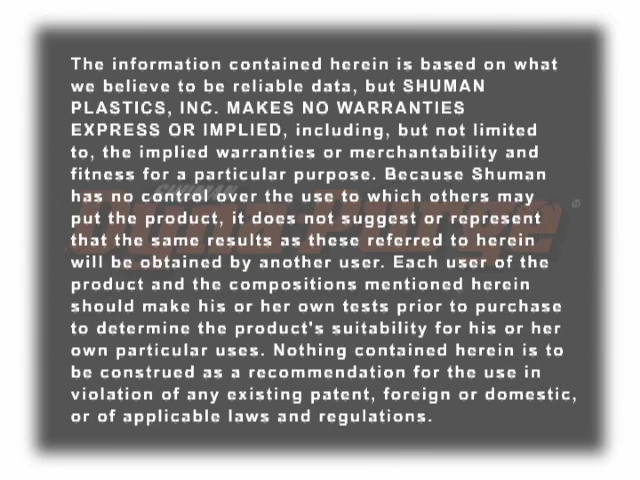 The information contained herein is based on what
we believe to be reliable data, but SHUMAN
PLASTICS, INC. MAKES NO WARRANTIES
EXPRESS OR IMPLIED, including, but not limited
to, the implied warranties or merchantability and
fitness for a particular purpose. Because Shuman
has no control over the use to which others may
put the product, it does not suggest or represent
that the same results as these referred to herein
will be obtained by another user. Each user of the
product and the compositions mentioned herein
should make his or her own tests prior to purchase
to determine the product's suitability for his or her
own particular uses. Nothing contained herein is to
be construed as a recommendation for the use in
violation of any existing patent, foreign or domestic,
or of applicable laws and regulations.
SHUMAN
Dyna-Purge
®